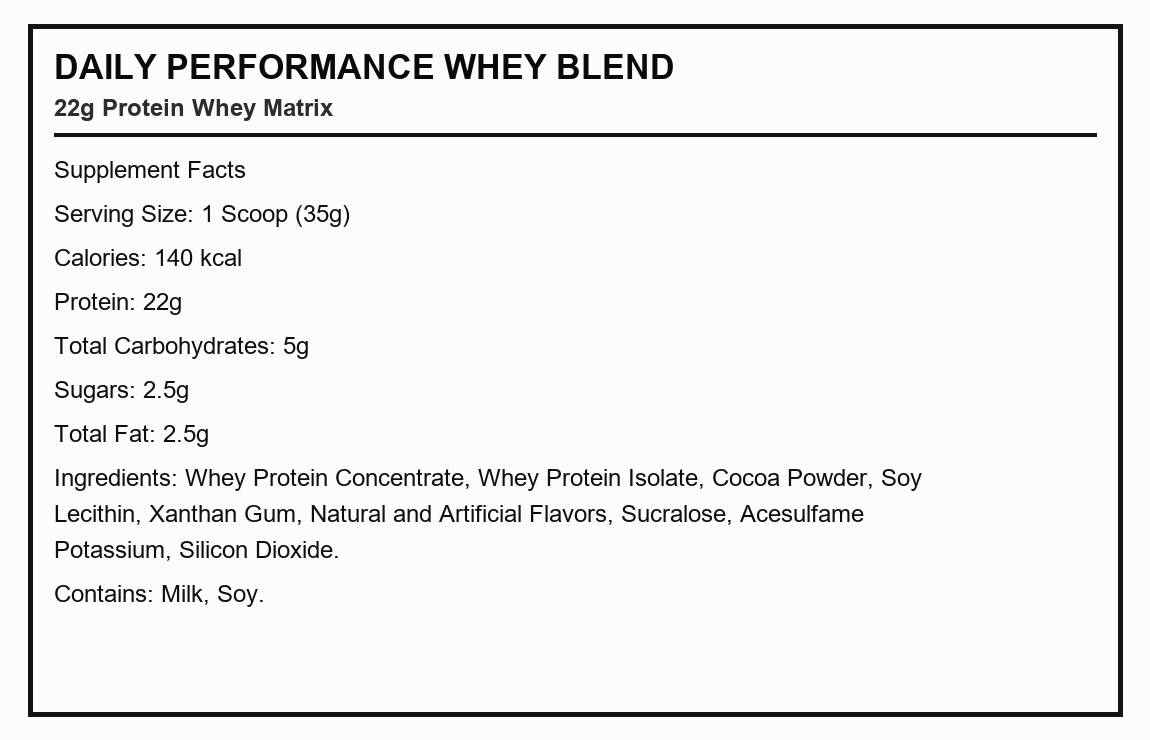 DAILY PERFORMANCE WHEY BLEND
22g Protein Whey Matrix
Supplement Facts
Serving Size: 1 Scoop (35g)
Calories: 140 kcal
Protein: 22g
Total Carbohydrates: 5g
Sugars: 2.5g
Total Fat: 2.5g
Ingredients: Whey Protein Concentrate, Whey Protein Isolate, Cocoa Powder, Soy
Lecithin, Xanthan Gum, Natural and Artificial Flavors, Sucralose, Acesulfame
Potassium, Silicon Dioxide.
Contains: Milk, Soy.